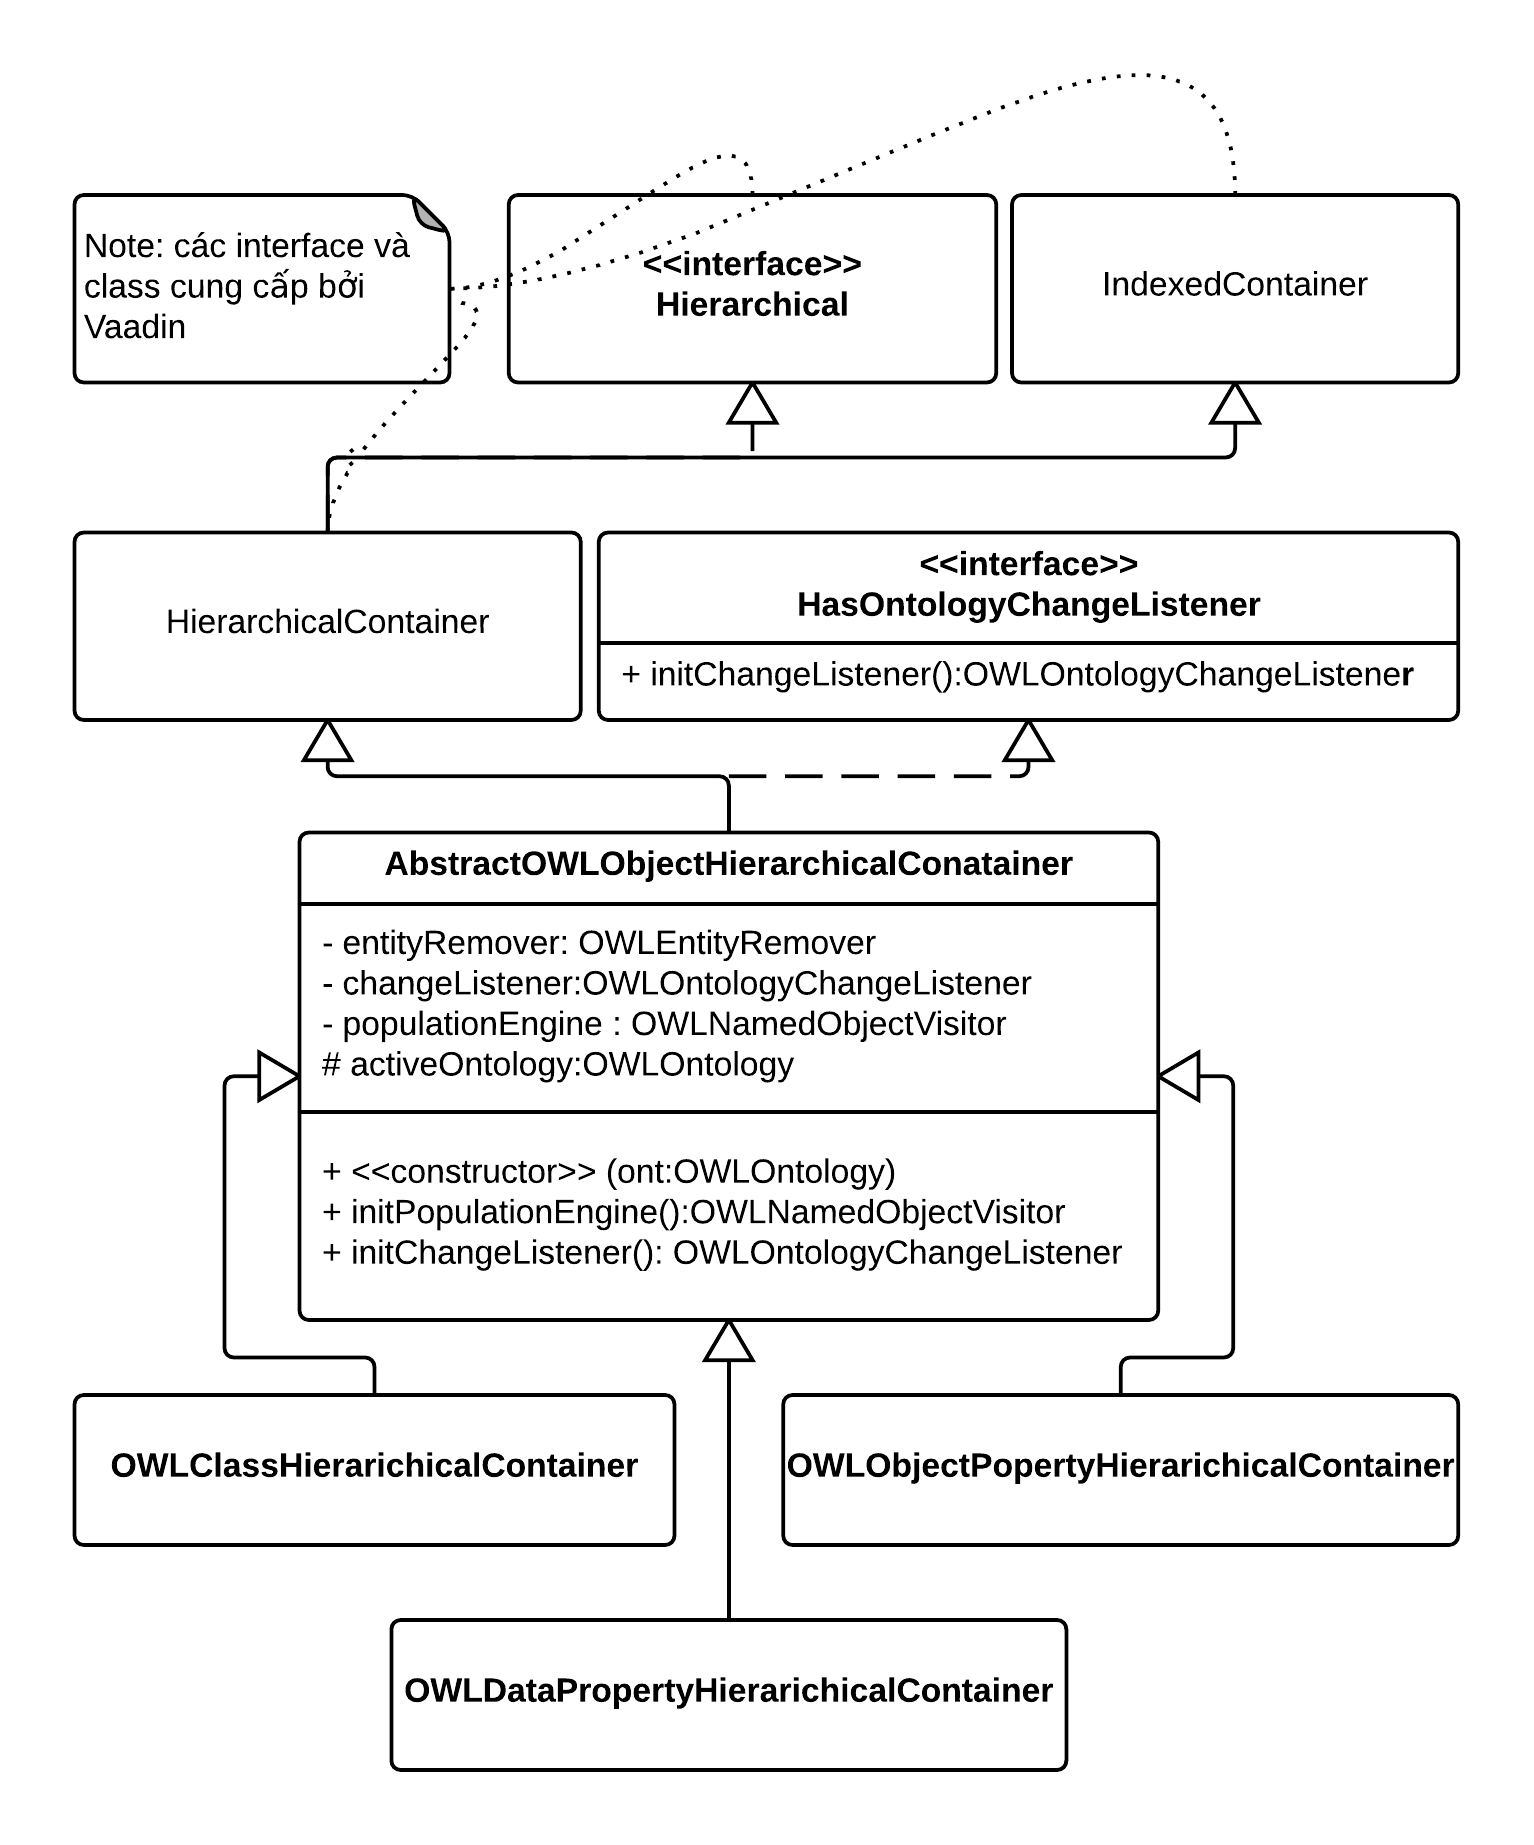 Note: các interface và
class cung cấp bởi
Vaadin
<<interface>>
Hierarchical
IndexedContainer
HierarchicalContainer
<<interface>>
HasOntologyChangeListener
+ initChangeListener():OWLOntologyChangeListener
AbstractOWLObjectHierarchicalConatainer
- entityRemover: OWLEntityRemover
- changeListener:OWLOntologyChangeListener
- populationEngine : OWLNamedObjectVisitor
# activeOntology:OWLOntology
+ <<constructor>> (ont:OWLOntology)
+ initPopulationEngine():OWLNamedObjectVisitor
+ initChangeListener(): OWLOntologyChangeListener
OWLClassHierarichicalContainer
OWLObjectPopertyHierarichicalContainer
OWLDataPropertyHierarichicalContainer